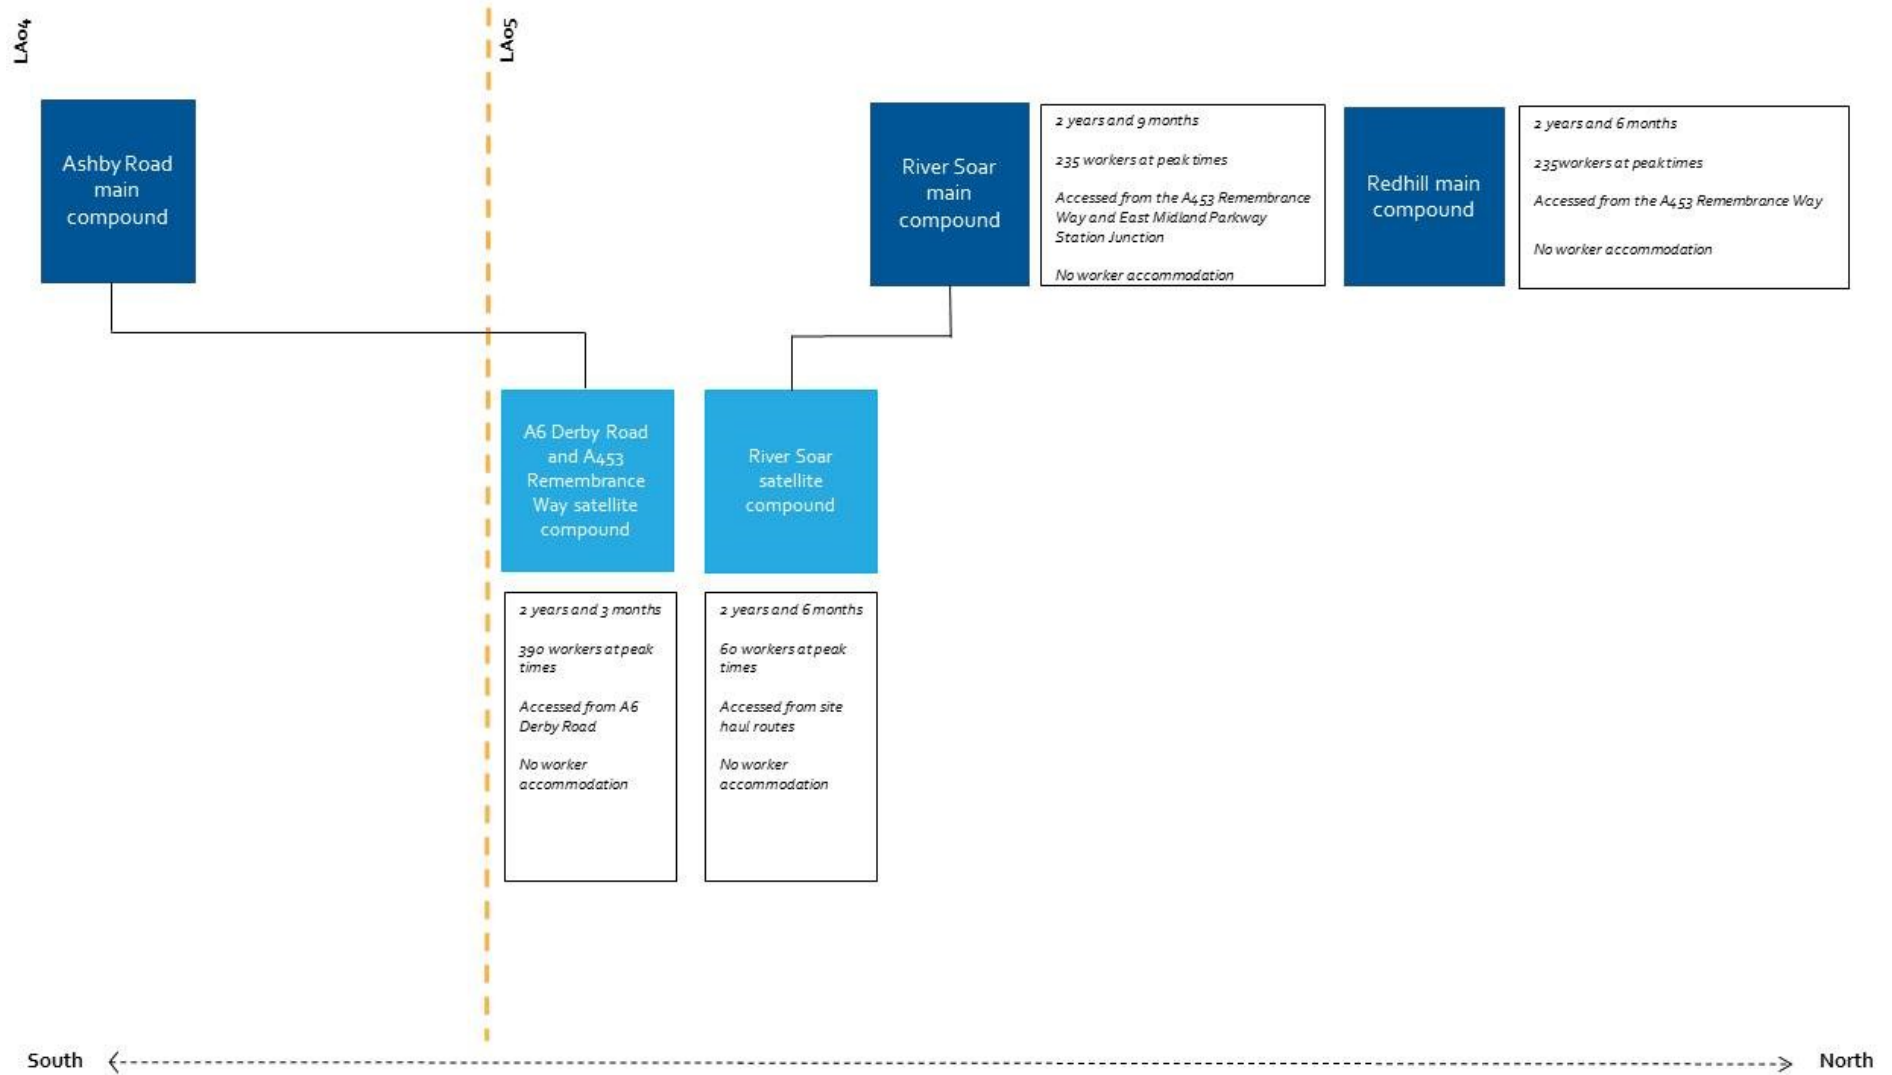 LA04
LA05
Ashby Road
main
compound
River Soar
main
compound
2 years and 9 months
235 workers at peak times
Accessed from the A453 Remembrance
Way and East Midland Parkway
Station Junction
No worker accommodation
Redhill main
compound
2 years and 6 months
235workers at peak times
Accessed from the A453 Remembrance Way
No worker accommodation
A6 Derby Road
and A453
Remembrance
Way satellite
compound
2 years and 3 months
390 workers at peak
times
Accessed from A6
Derby Road
No worker
accommodation
River Soar
satellite
compound
2 years and 6 months
60 workers at peak
times
Accessed from site
haul routes
No worker
accommodation
South
North